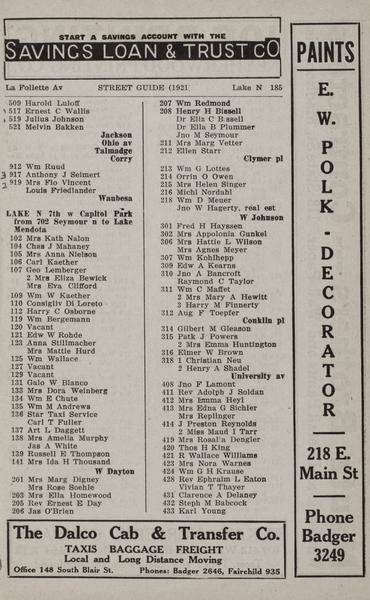 START A SAVINGS ACCOUNT WITH THE
SAVINGS LOAN & TRUST CO
La Follette Av STREET GUIDE (1921 Lake N 185
509 Harold Luloff
517 Ernest C Wallis
519 Julius Johnson
521 Melvin Bakken
Jackson
Ohio av
Talmadge
Corry
912 Wm Ruud
3 917 Anthony J Seimert
2 919 Mrs Flo Vincent
Louis Friedlander
Waubesa
LAKE N 7th w Capitol Park
from 702 Seymour n to Lake
Mendota
102 Mrs Kath Nalon
104 Chas J Mahaney
105 Mrs Anna Nielson
106 Carl Kaether
107 Geo Lemberger
2 Mrs Eliza Bewick
Mrs Eva Clifford
109 Wm W Kaether
110 Consiglis Di Loreto
112 Harry C Osborne
119 Wm Bergemann
120 Vacant
121 Edw W Rohde
123 Anna Stillmacher
Mrs Mattie Hurd
125 Wm Wallace
127 Vacant
129 Vacant
131 Galo W Blanco
133 Mrs Dora Weinberg
134 Wm E Chute
135 Wm M Andrews
136 Star Taxi Service
Carl T Fuller
137 Art L Daggett
138 Mrs Amelia Murphy
Jas A White
139 Russell E Thompson
141 Mrs Ida H Thousand
W Dayton
201 Mrs Marg Digney
Mrs Rose Soehle
203 Mrs Ella Homewood
205 Rev Ernest E Day
206 Jas O'Brien
207 Wm Redmond
208 Henry H Bissell
Dr Eliz C Bissell
Dr Ella B Plummer
Jno M Seymour
211 Mrs Marg Vetter
212 Ellen Starr
Clymer pl
213 Wm G Lottes
214 Orrin O Owen
215 Mrs Helen Singer
216 Michl Nordahl
218 Wm D Meuer
Jno W Hagerty, real est
W Johnson
301 Fred H Hayssen
302 Mrs Appolonia Gunkel
306 Mrs Hattie L Wilson
Mrs Agnes Meyer
307 Wm Kohlhepp
309 Edw A Kearns
310 Jno A Bancroft
Raymond C Taylor
311 Wm C Maffet
2 Mrs Mary A Hewitt
3 Harry M Finnerty
312 Aug F Toepfer
Conklin pl
314 Gilbert M Gleason
315 Patk J Powers
2 Mrs Emma Huntington
316 Elmer W Brown
318 1 Christian Neu
2 Henry A Shadel
University av
408 Jno F Lamont
411 Rev Adolph J Soldan
412 Mrs Emma Heyl
413 Mrs Edna G Sichler
Mrs Replinger
414 J Preston Reynolds
2 Miss Maud I Tarr
419 Mrs Rosalia Dengler
420 Thos H King
421 R Wallace Williams
423 Mrs Nora Warnes
424 Wm G H Krause
428 Rev Ephraim L Eaton
Vivian T Thayer
431 Clarence A Delaney
432 Steph M Babcock
433 Karl Young
The Dalco Cab & Transfer Co.
TAXIS BAGGAGE FREIGHT
Local and Long Distance Moving
Office 148 South Blair St. Phones: Badger 2646, Fairchild 935
PAINTS
E.
W.
POLK-DECORATOR
218 E.
Main St
Phone
Badger
3249